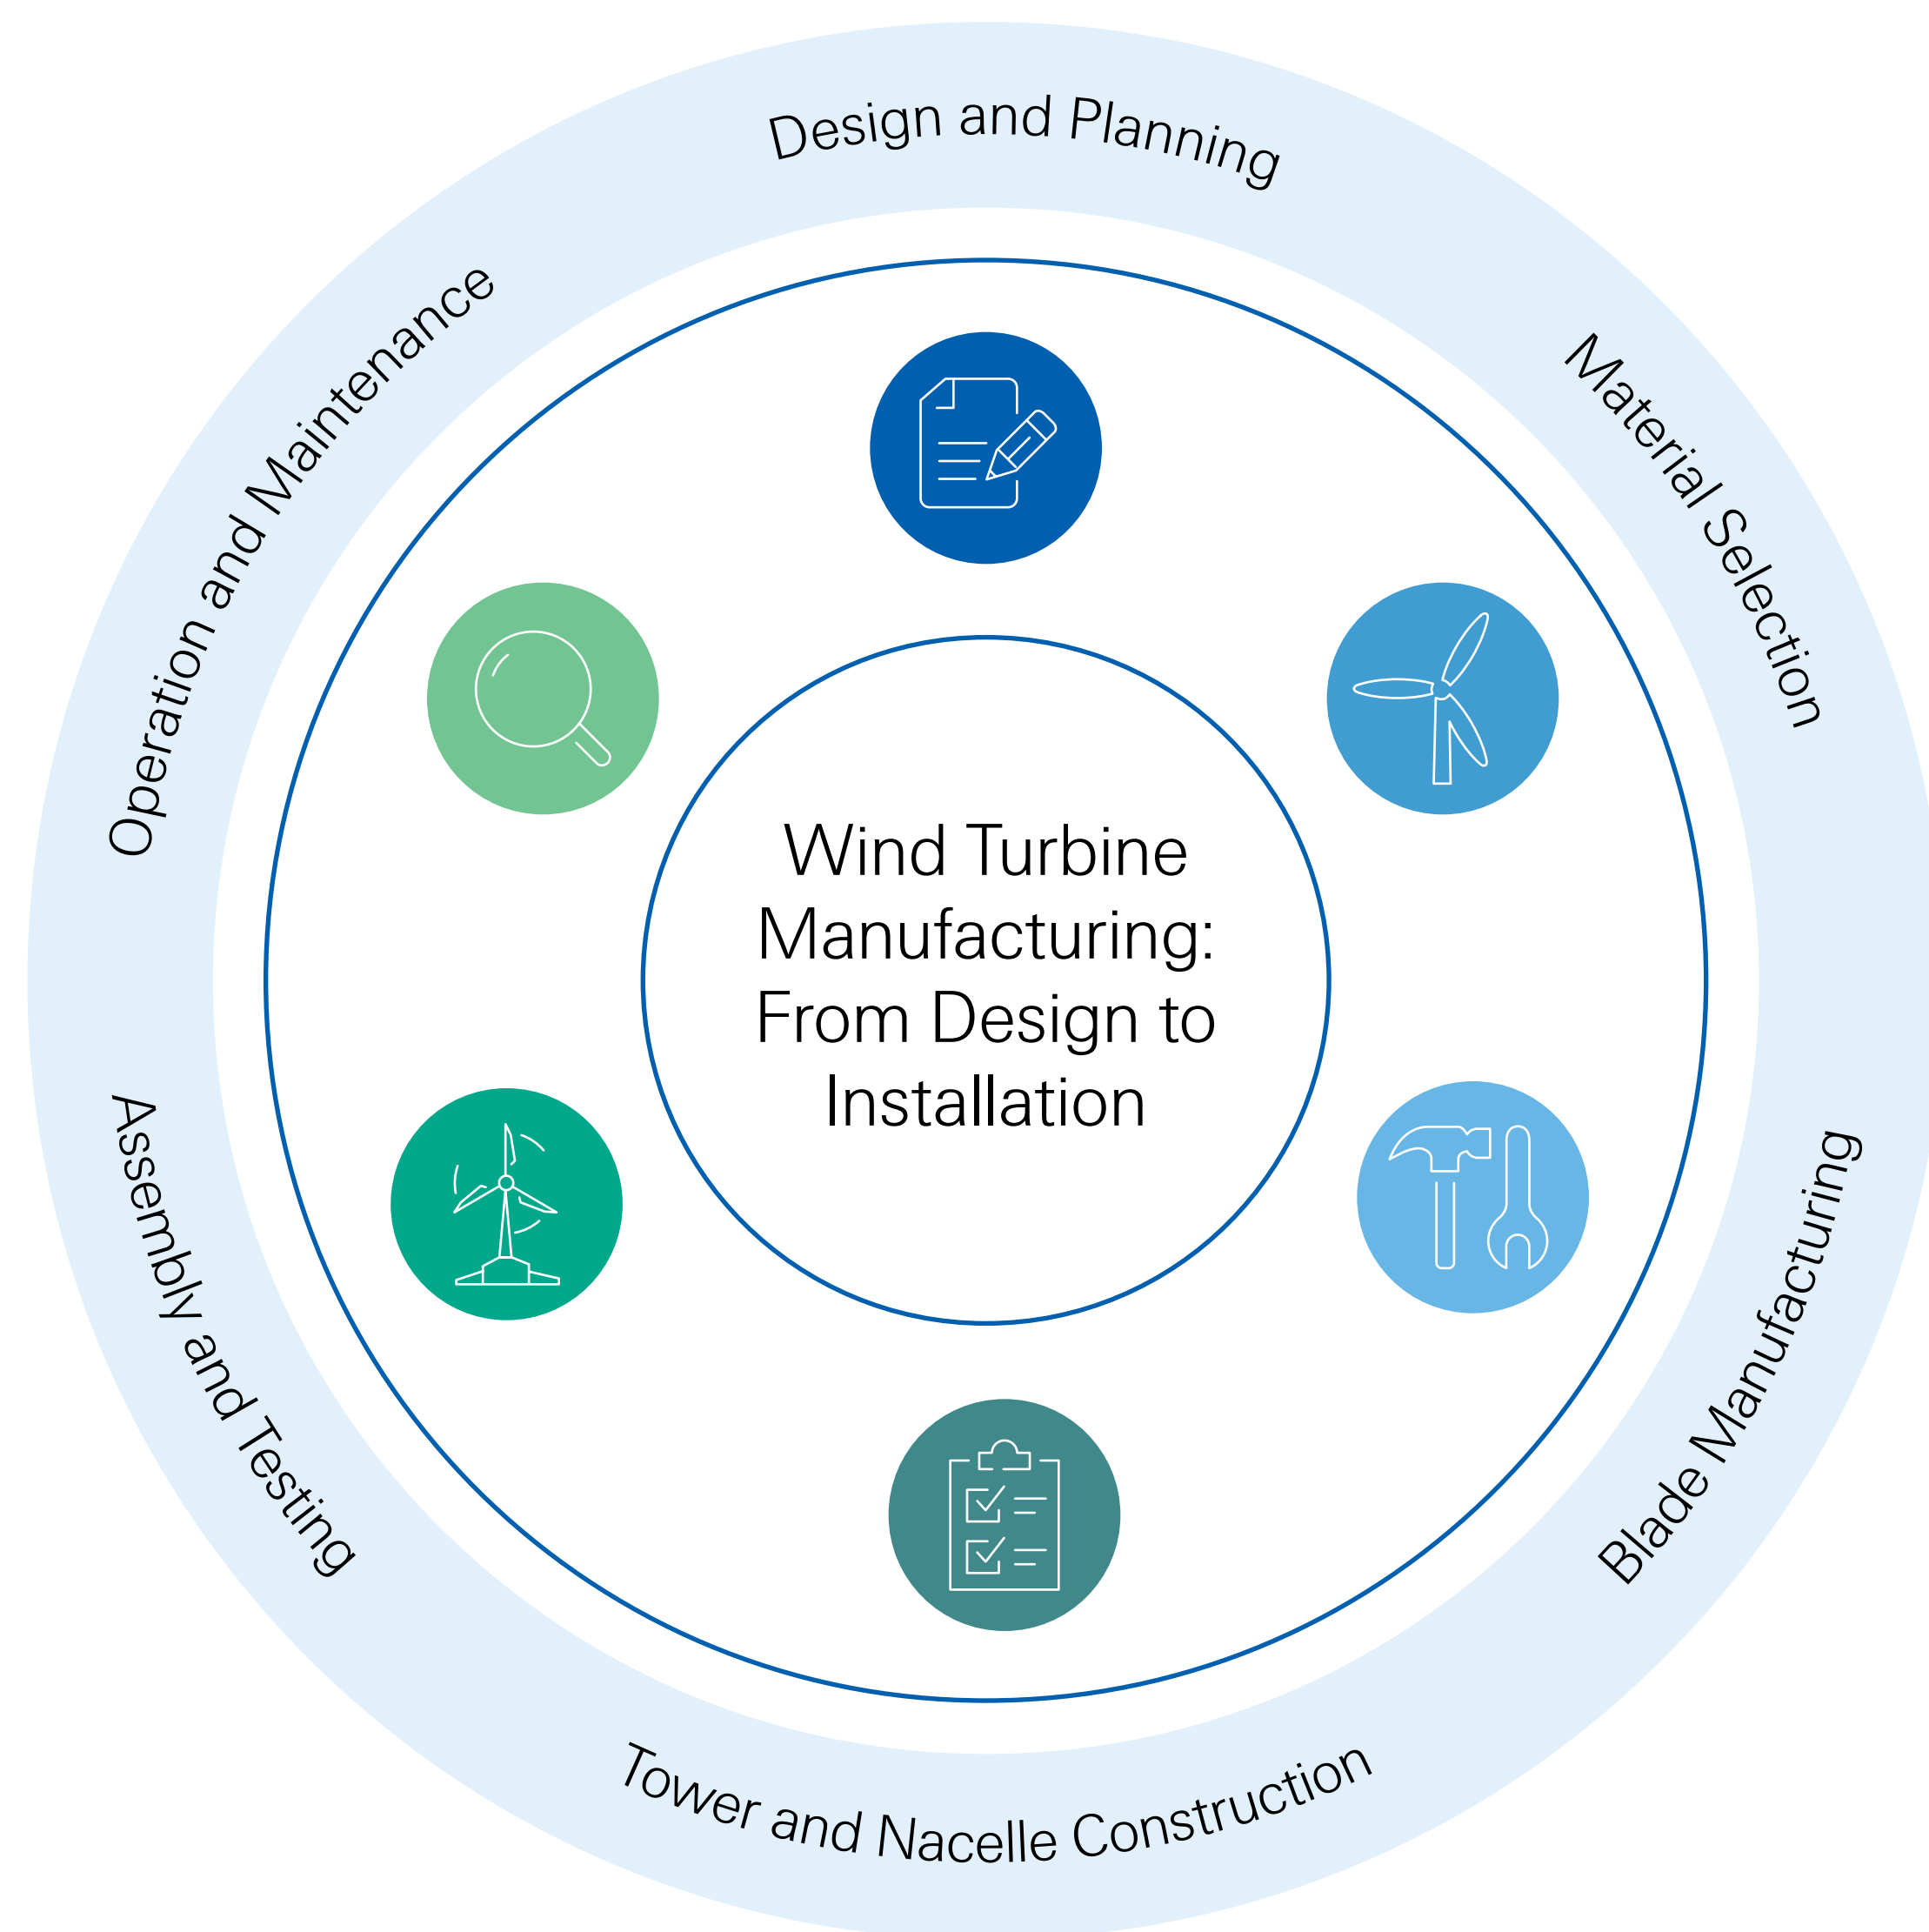 Design and Planning
Material Selection
Blade Manufacturing
Tower and Nacelle Construction
Assembly and Testing
Operation and Maintenance
Wind Turbine
Manufacturing:
From Design to
Installation